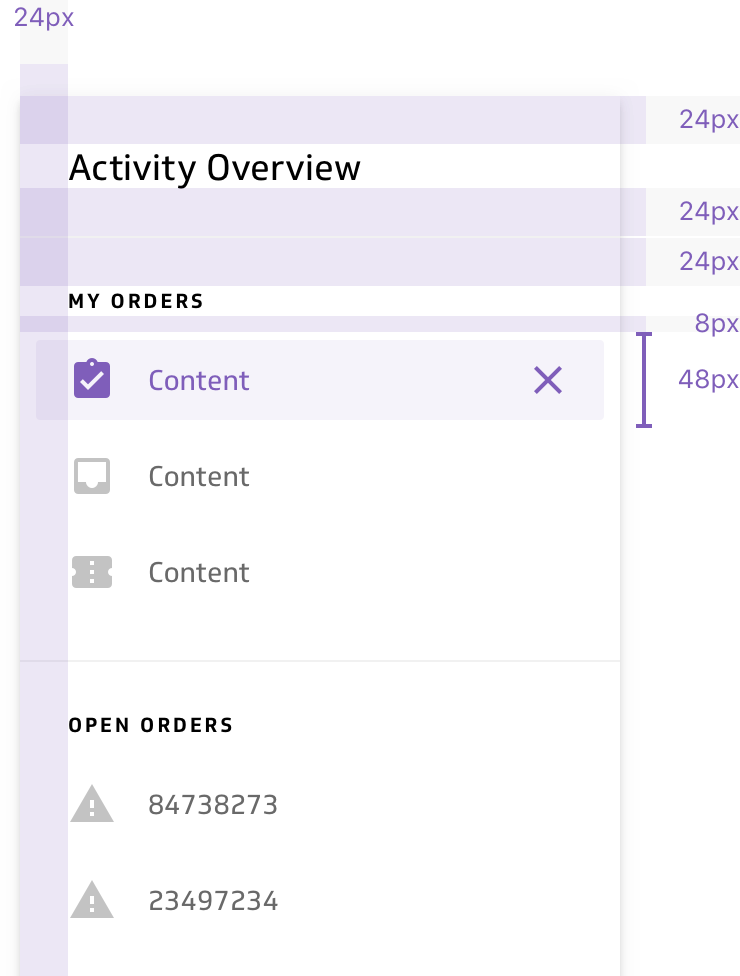 24px
24px
Activity Overview
24px
24px
MY ORDERS
8px
Content
48px
Content
Content
OPEN ORDERS
84738273
23497234